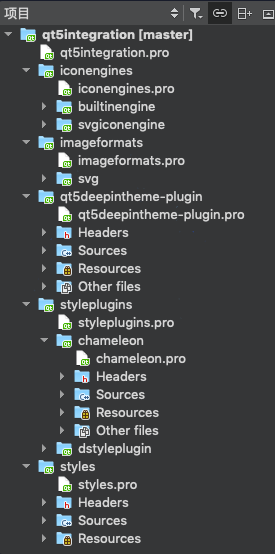 项目
qt5integration [master]
qt5integration.pro
iconengines
iconengines.pro
builtinengine
svgiconengine
imageformats
imageformats.pro
svg
qt5deepintheme-plugin
qt5deepintheme-plugin.pro
Headers
Sources
Resources
Other files
styleplugins
styleplugins.pro
chameleon
chameleon.pro
Headers
Sources
Resources
Other files
dstyleplugin
styles
styles.pro
Headers
Sources
Resources